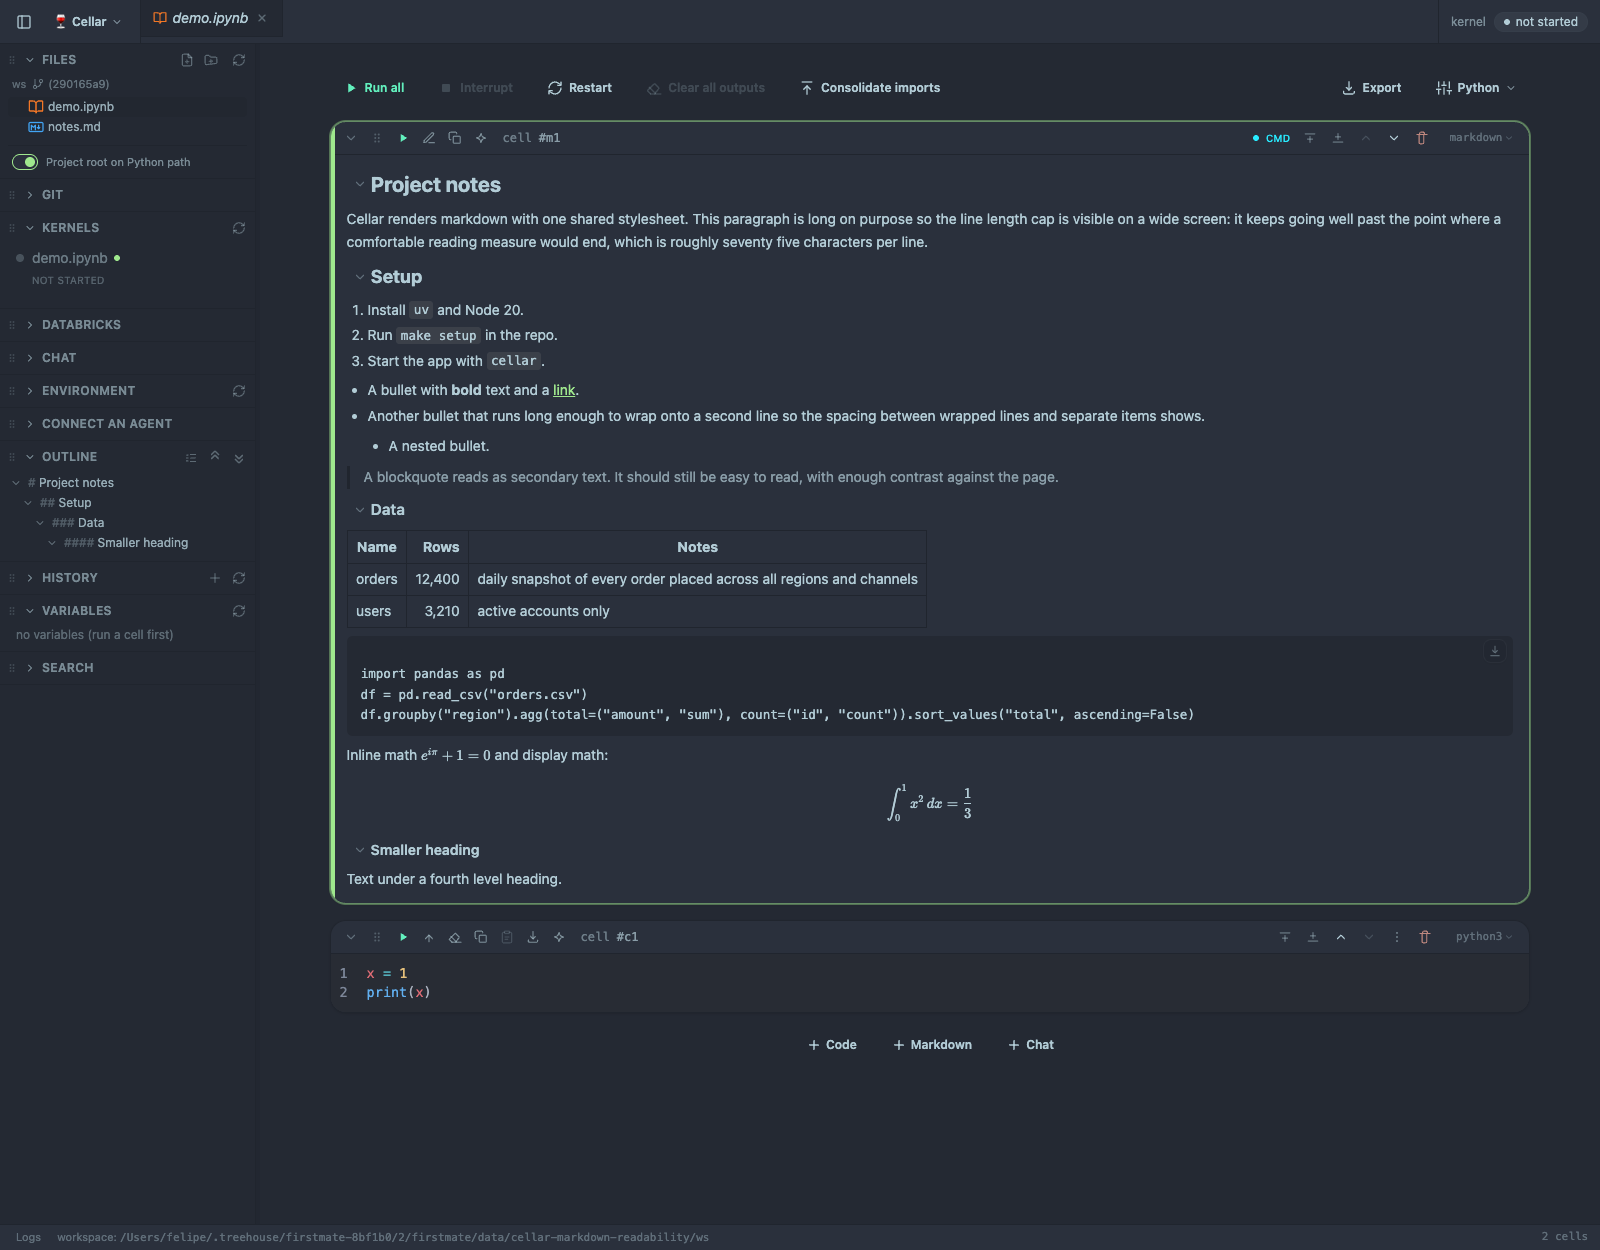 Cellar
demo.ipynb
kernel
not started
FILES
ws (290165a9)
demo.ipynb
notes.md
Project root on Python path
GIT
KERNELS
demo.ipynb
NOT STARTED
DATABRICKS
CHAT
ENVIRONMENT
CONNECT AN AGENT
OUTLINE
# Project notes
## Setup
### Data
#### Smaller heading
HISTORY
VARIABLES
no variables (run a cell first)
SEARCH
Run all Interrupt Restart Clear all outputs Consolidate imports Export Python
cell #m1 CMD markdown
Project notes
Cellar renders markdown with one shared stylesheet. This paragraph is long on purpose so the line length cap is visible on a wide screen: it keeps going well past the point where a
comfortable reading measure would end, which is roughly seventy five characters per line.
Setup
1. Install uv and Node 20.
2. Run make setup in the repo.
3. Start the app with cellar.
• A bullet with bold text and a link.
• Another bullet that runs long enough to wrap onto a second line so the spacing between wrapped lines and separate items shows.
• A nested bullet.
A blockquote reads as secondary text. It should still be easy to read, with enough contrast against the page.
Data
Name Rows Notes
orders 12,400 daily snapshot of every order placed across all regions and channels
users 3,210 active accounts only
import pandas as pd
df = pd.read_csv("orders.csv")
df.groupby("region").agg(total=("amount", "sum"), count=("id", "count")).sort_values("total", ascending=False)
Inline math e^{iπ} + 1 = 0 and display math:
∫₀¹ x² dx = 1/3
Smaller heading
Text under a fourth level heading.
cell #c1 python3
1 x = 1
2 print(x)
+ Code + Markdown + Chat
Logs workspace: /Users/felipe/.treehouse/firstmate-8bf1b0/2/firstmate/data/cellar-markdown-readability/ws 2 cells